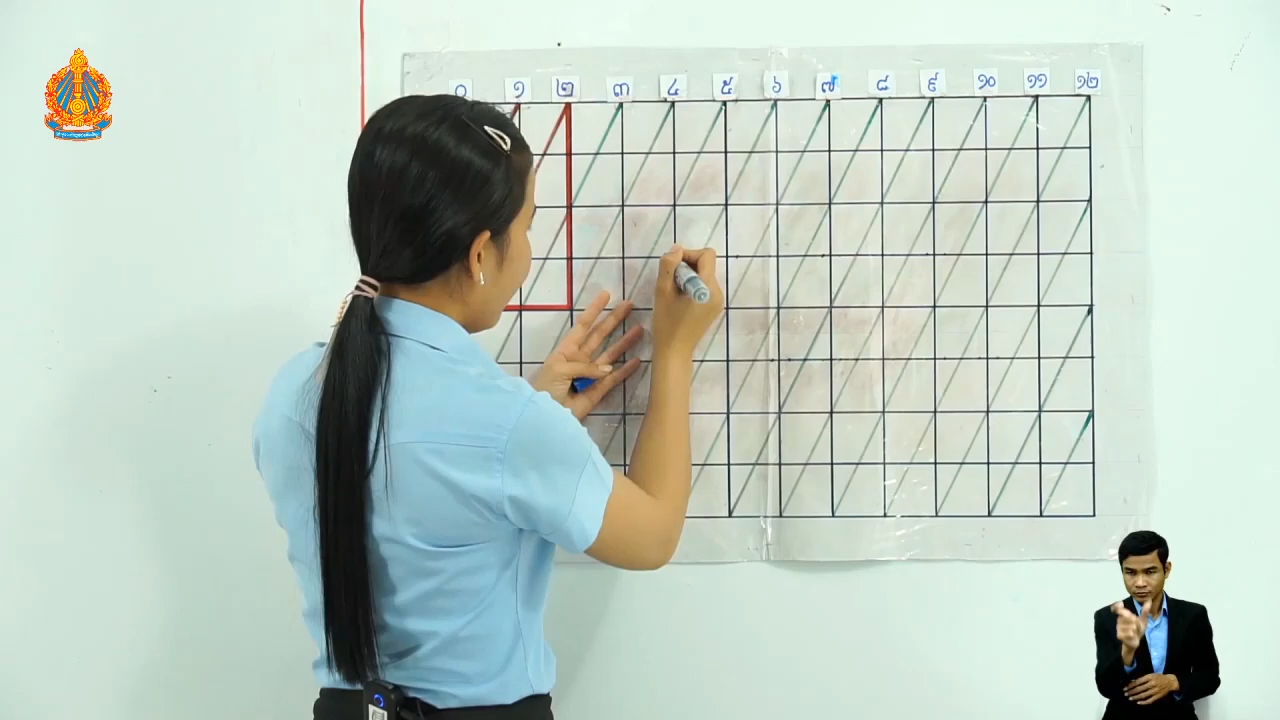 ០ ១ ២ ៣ ៤ ៥ ៦ ៧ ៨ ៩ ១០ ១១ ១២